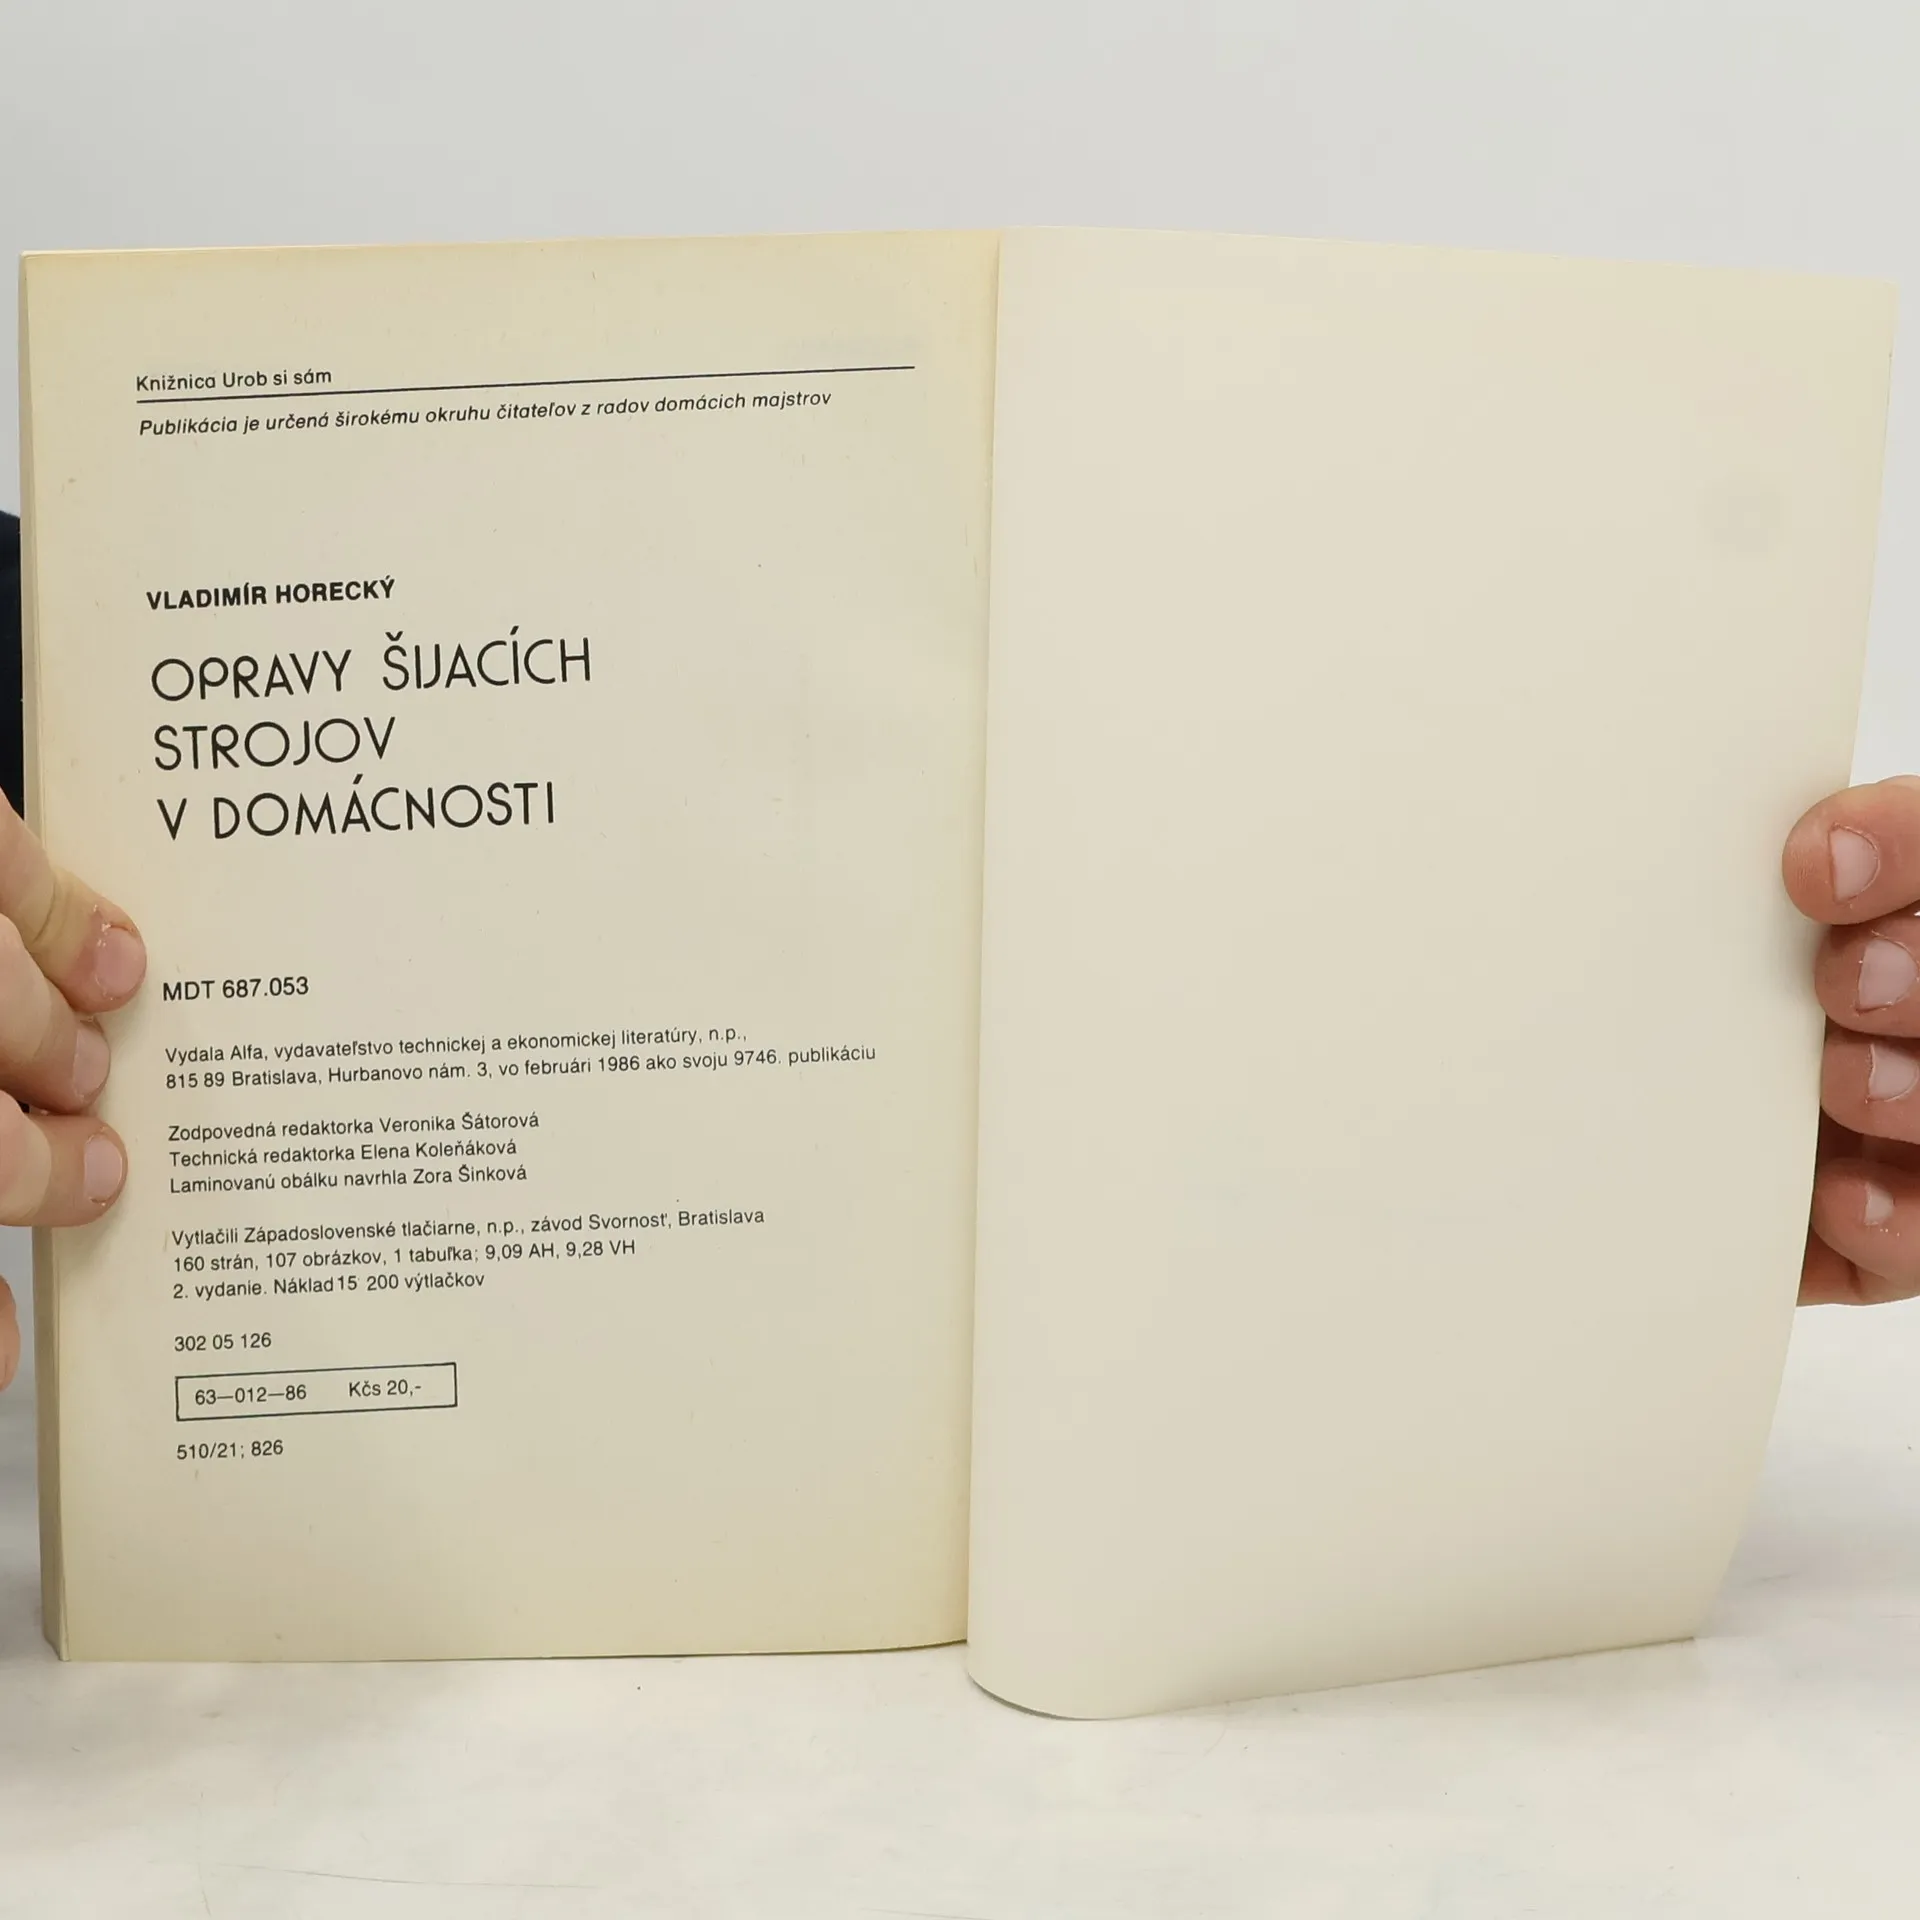 Knižnica Urob si sám
Publikácia je určená širokému okruhu čitateľov z radov domácich majstrov
VLADIMÍR HORECKÝ
OPRAVY ŠIJACÍCH
STROJOV
V DOMÁCNOSTI
MDT 687.053
Vydala Alfa, vydavateľstvo technickej a ekonomickej literatúry, n.p.,
815 89 Bratislava, Hurbanovo nám. 3, vo februári 1986 ako svoju 9746. publikáciu
Zodpovedná redaktorka Veronika Šátorová
Technická redaktorka Elena Koleňáková
Laminovanú obálku navrhla Zora Šinková
Vytlačili Západoslovenské tlačiarne, n.p., závod Svornosť, Bratislava
160 strán, 107 obrázkov, 1 tabuľka; 9,09 AH, 9,28 VH
2. vydanie. Náklad 15 200 výtlačkov
302 05 126
63—012—86 Kčs 20,-
510/21; 826